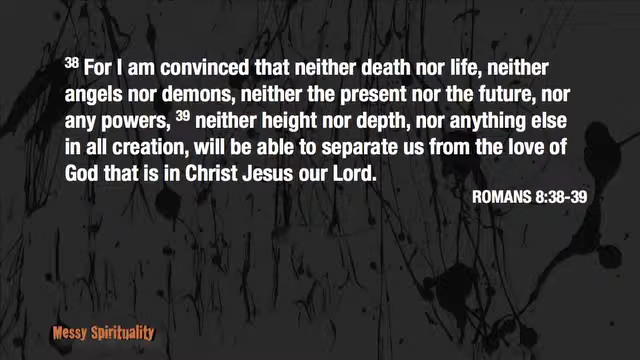 38 For I am convinced that neither death nor life, neither
angels nor demons, neither the present nor the future, nor
any powers, 39 neither height nor depth, nor anything else
in all creation, will be able to separate us from the love of
God that is in Christ Jesus our Lord.
ROMANS 8:38-39
Messy Spirituality